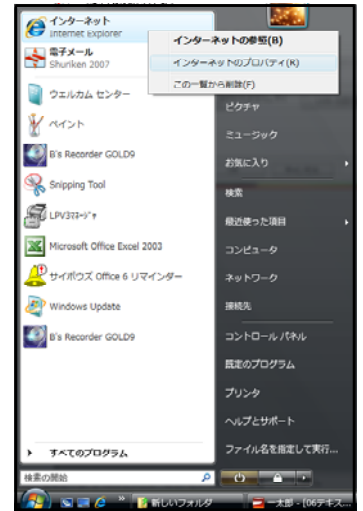 インターネット
Internet Explorer
電子メール
Shuriken 2007
ウェルカム センター
ペイント
B's Recorder GOLD9
Snipping Tool
LPV3ﾏﾈｰｼﾞｬ
Microsoft Office Excel 2003
サイボウズ Office 6 リマインダー
Windows Update
B's Recorder GOLD9
すべてのプログラム
検索の開始
インターネットの参照(B)
インターネットのプロパティ(R)
この一覧から削除(F)
ピクチャ
ミュージック
お気に入り
検索
最近使った項目
コンピュータ
ネットワーク
接続先
コントロール パネル
既定のプログラム
プリンタ
ヘルプとサポート
ファイル名を指定して実行...
新しいフォルダ
一太郎 - [06テキス...